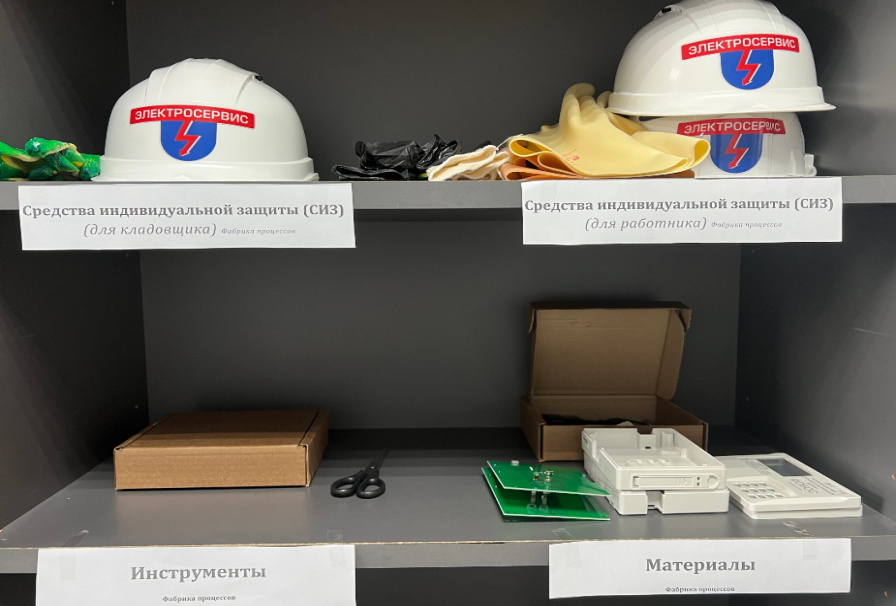 ЭЛЕКТРОСЕРВИС
ЭЛЕКТРОСЕРВИС
ЭЛЕКТРОСЕРВИС
Средства индивидуальной защиты (СИЗ)
(для кладовщика) Фабрика процессов
Средства индивидуальной защиты (СИЗ)
(для работника) Фабрика процессов
Инструменты
Фабрика процессов
Материалы
Фабрика процессов